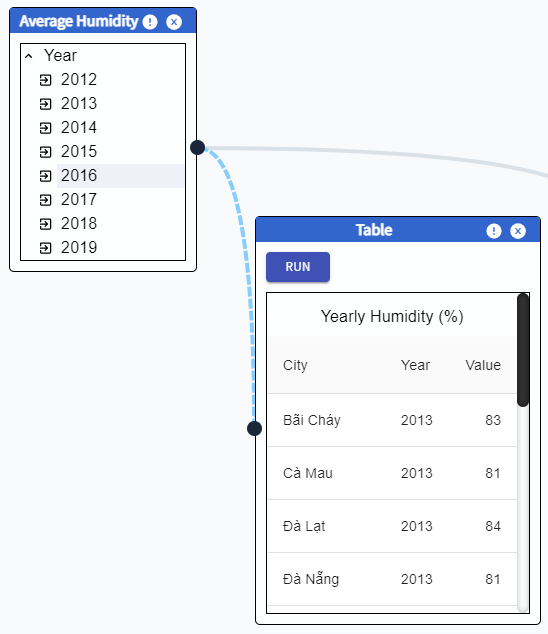 Average Humidity
Year
2012
2013
2014
2015
2016
2017
2018
2019
Table
RUN
Yearly Humidity (%)
City Year Value
Bãi Cháy 2013 83
Cà Mau 2013 81
Đà Lạt 2013 84
Đà Nẵng 2013 81